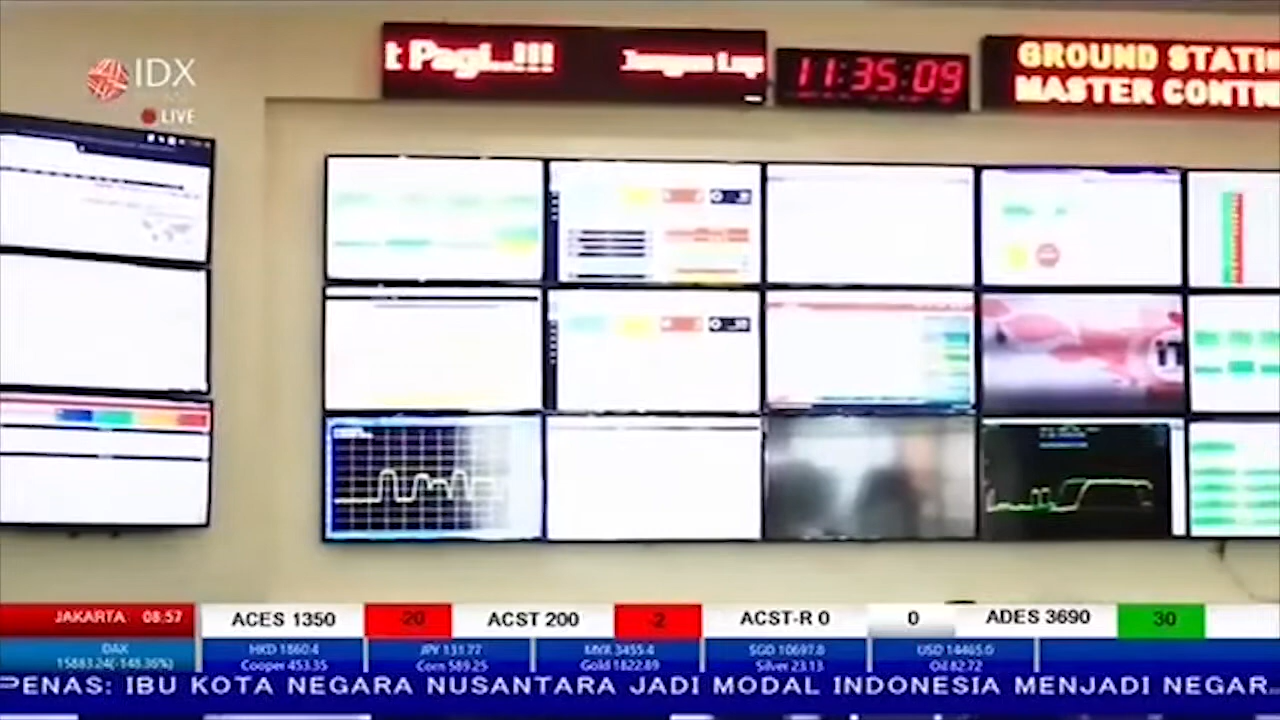 IDX
LIVE
t Pagi..!!!
11:35:09
GROUND STATI
MASTER CONTR
JAKARTA 08:57
ACES 1350 -20 ACST 200 -2 ACST-R 0 0 ADES 3690 30
DAX HKD 1860.4 JPY 131.77 MYR 3455.4 SGD 10697.8 USD 14465.0
15883.24(-148.36%) Cooper 453.35 Corn 589.25 Gold 1822.89 Silver 23.13 Oil 82.72
PENAS: IBU KOTA NEGARA NUSANTARA JADI MODAL INDONESIA MENJADI NEGAR...